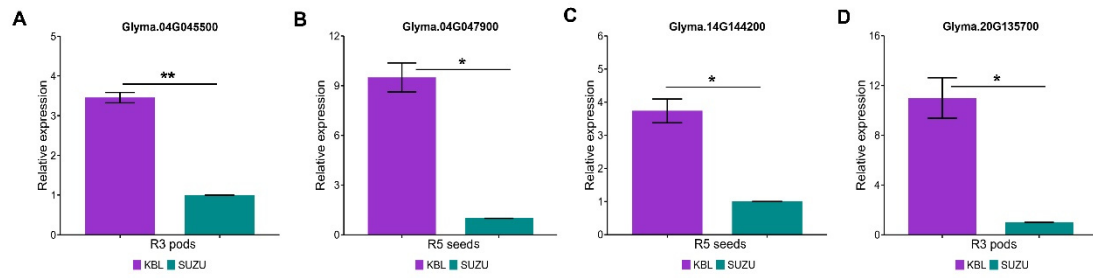 A
Glyma.04G045500
Relative expression
5
4
3
2
1
0
**
R3 pods
KBL SUZU
B
Glyma.04G047900
Relative expression
12
9
6
3
0
*
R5 seeds
KBL SUZU
C
Glyma.14G144200
Relative expression
6
5
4
3
2
1
0
*
R5 seeds
KBL SUZU
D
Glyma.20G135700
Relative expression
16
12
8
4
0
*
R3 pods
KBL SUZU